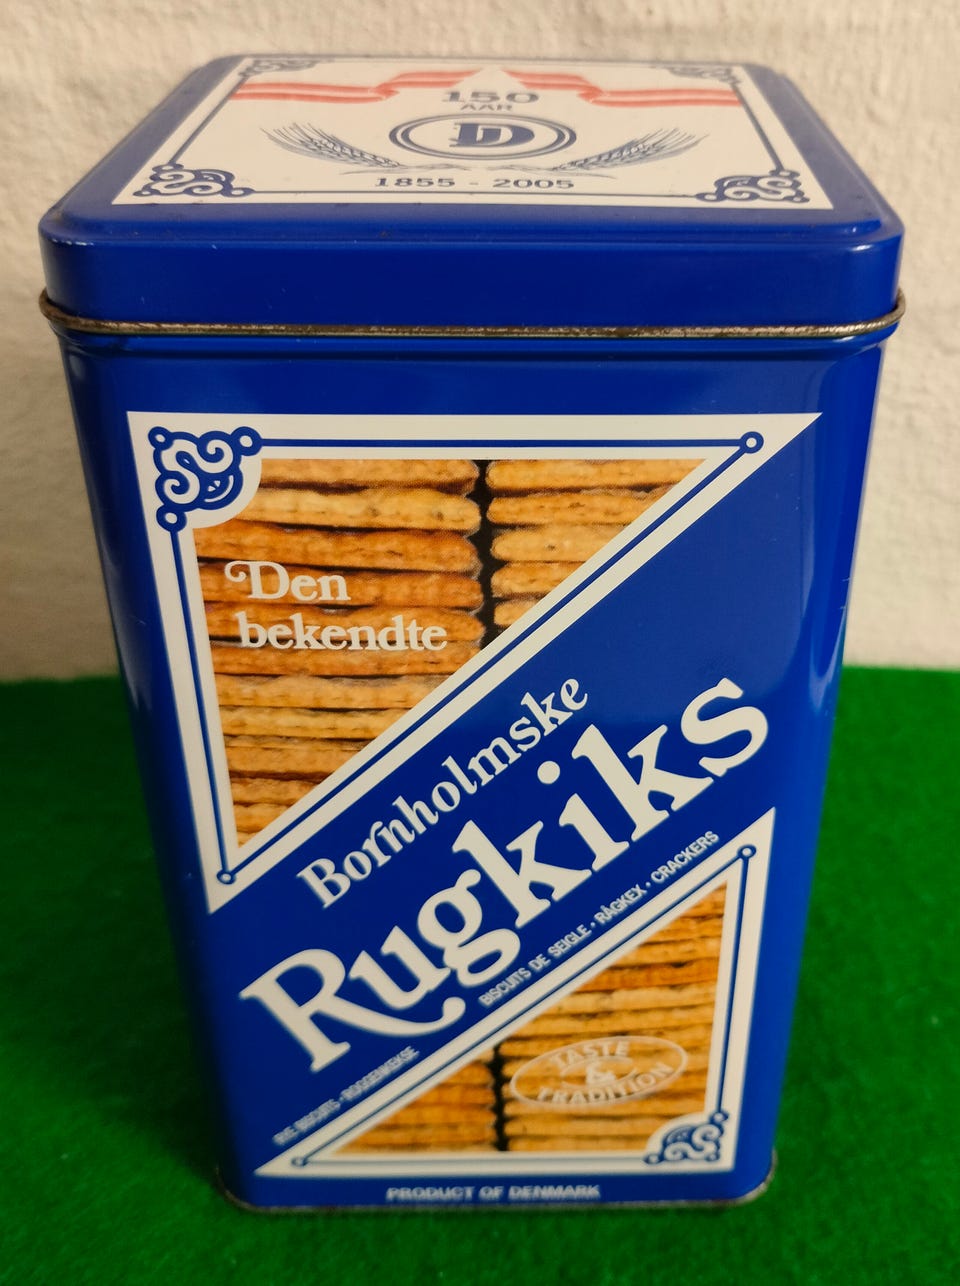 150
AAR
D
1855 - 2005
Den
bekendte
Bornholmske
Rugkiks
RYE BISCUITS · ROGGENKEKSE
BISCUITS DE SEIGLE · RÅGKEX · CRACKERS
TASTE
&
TRADITION
PRODUCT OF DENMARK